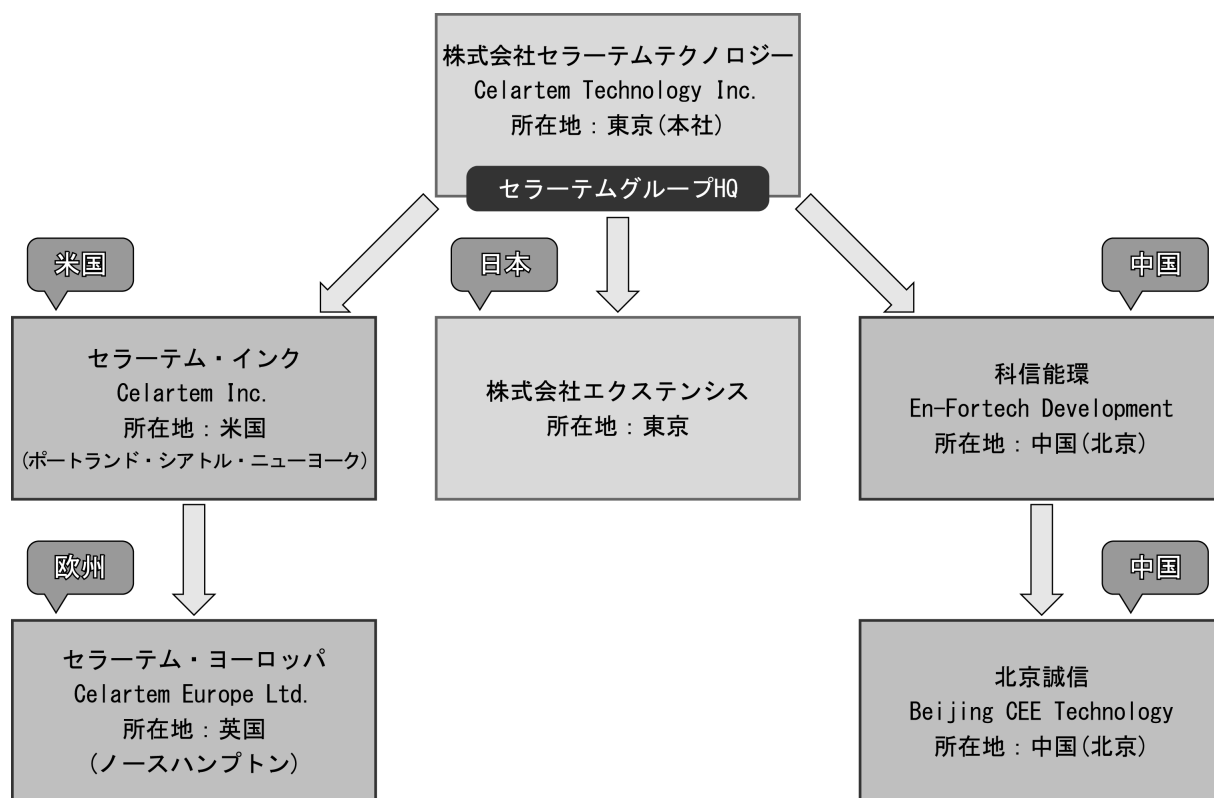 株式会社セラーテムテクノロジー
Celartem Technology Inc.
所在地：東京(本社)
セラーテムグループHQ
米国
セラーテム・インク
Celartem Inc.
所在地：米国
(ポートランド・シアトル・ニューヨーク)
日本
株式会社エクステンシス
所在地：東京
中国
科信能環
En-Fortech Development
所在地：中国(北京)
欧州
セラーテム・ヨーロッパ
Celartem Europe Ltd.
所在地：英国
(ノースハンプトン)
中国
北京誠信
Beijing CEE Technology
所在地：中国(北京)